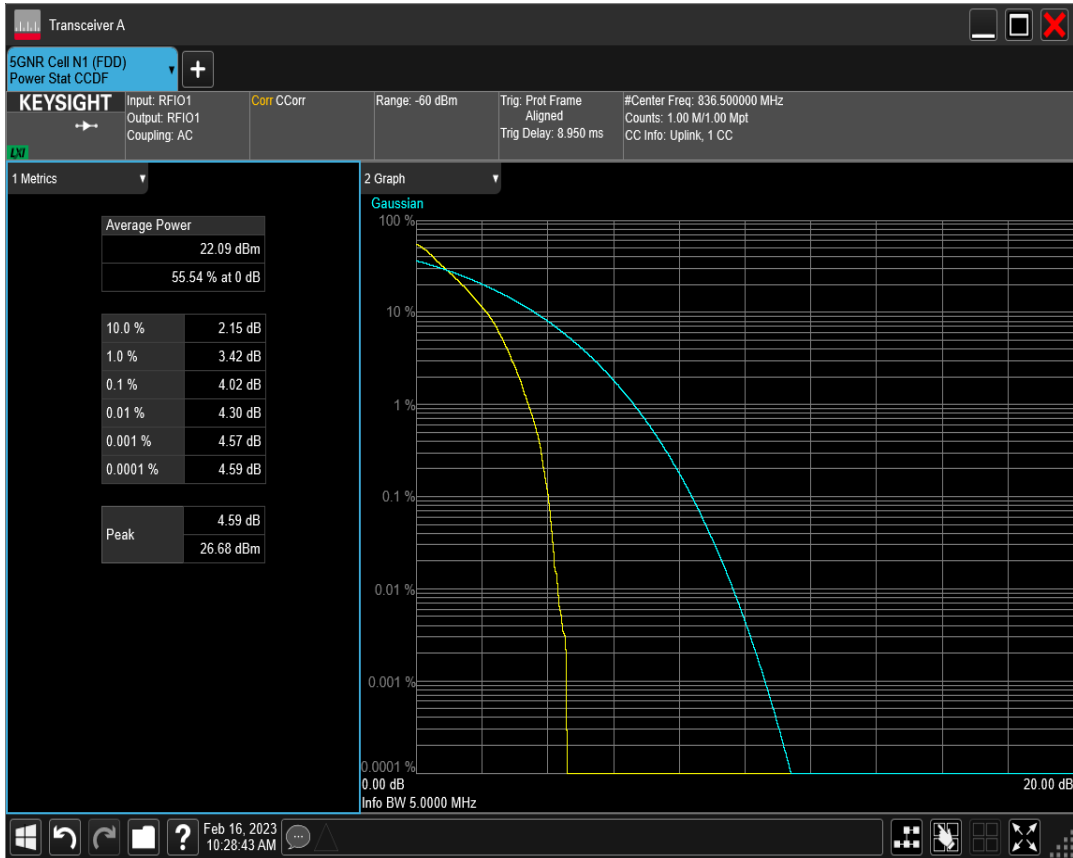 Transceiver A
5GNR Cell N1 (FDD)
Power Stat CCDF
+
KEYSIGHT
LXI
Input: RFIO1
Output: RFIO1
Coupling: AC
Corr CCorr
Range: -60 dBm
Trig: Prot Frame
Aligned
Trig Delay: 8.950 ms
#Center Freq: 836.500000 MHz
Counts: 1.00 M/1.00 Mpt
CC Info: Uplink, 1 CC
1 Metrics
Average Power
22.09 dBm
55.54 % at 0 dB
10.0 % 2.15 dB
1.0 % 3.42 dB
0.1 % 4.02 dB
0.01 % 4.30 dB
0.001 % 4.57 dB
0.0001 % 4.59 dB
Peak
4.59 dB
26.68 dBm
2 Graph
Gaussian
100 %
10 %
1 %
0.1 %
0.01 %
0.001 %
0.0001 %
0.00 dB 20.00 dB
Info BW 5.0000 MHz
?
Feb 16, 2023
10:28:43 AM